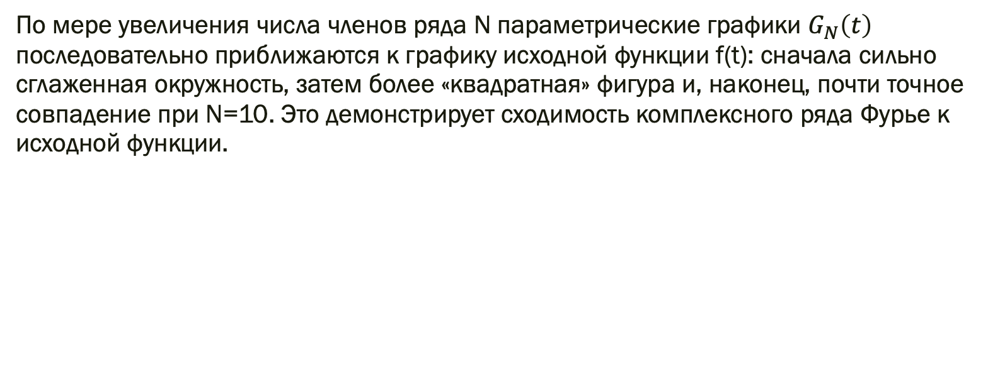 По мере увеличения числа членов ряда N параметрические графики G_N(t)
последовательно приближаются к графику исходной функции f(t): сначала сильно
сглаженная окружность, затем более «квадратная» фигура и, наконец, почти точное
совпадение при N=10. Это демонстрирует сходимость комплексного ряда Фурье к
исходной функции.